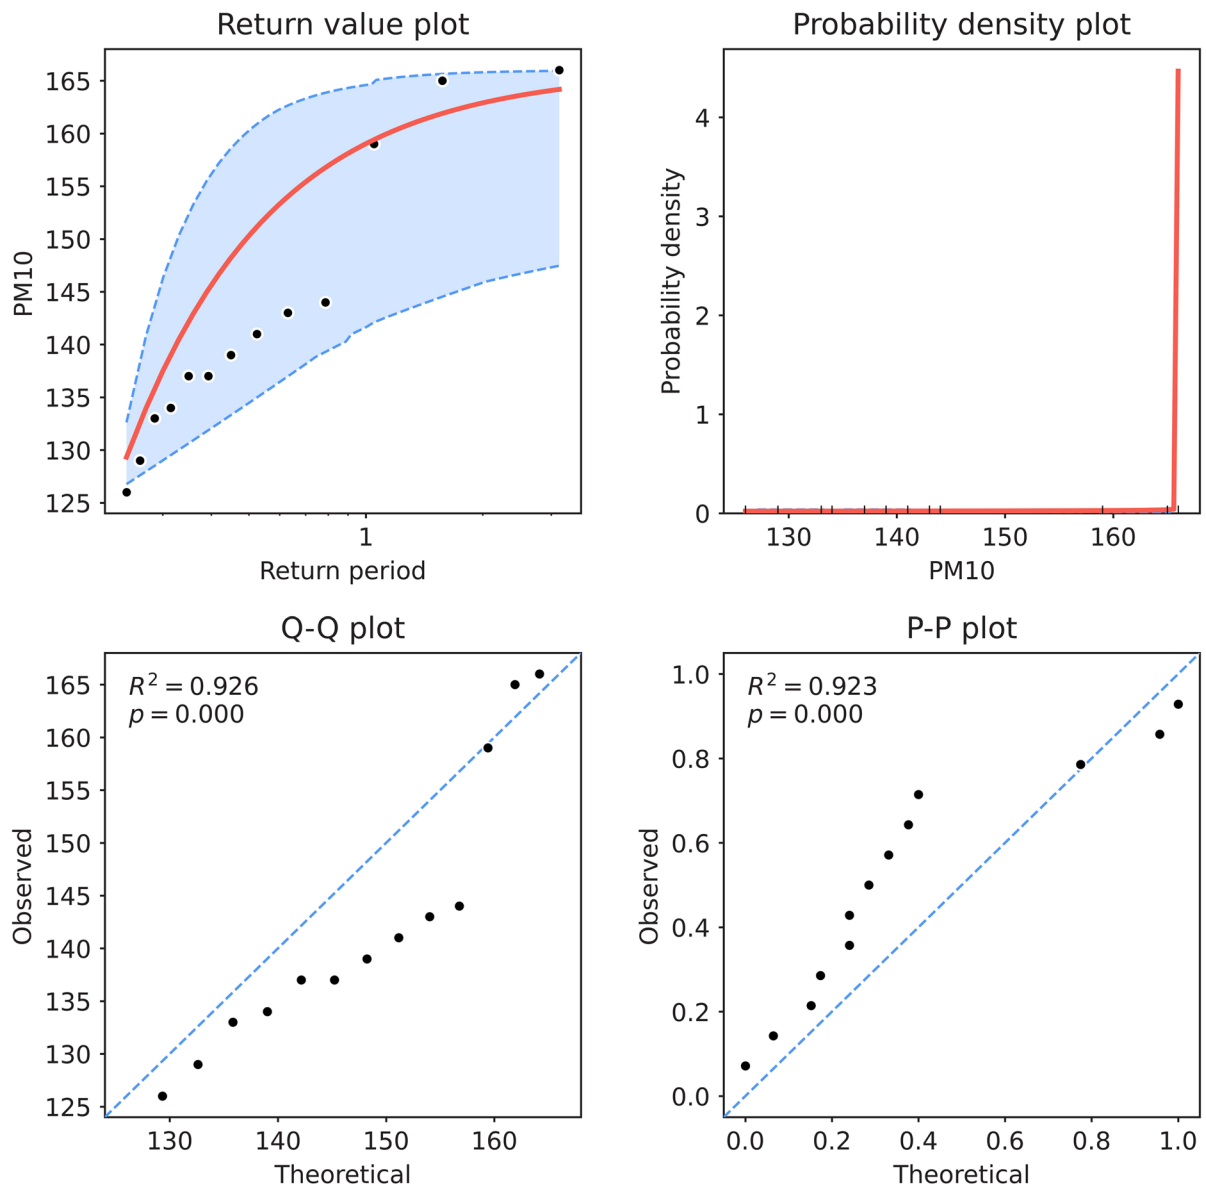 Return value plot
PM10
165
160
155
150
145
140
135
130
125
1
Return period
Probability density plot
Probability density
4
3
2
1
0
130 140 150 160
PM10
Q-Q plot
R² = 0.926
p = 0.000
Observed
165
160
155
150
145
140
135
130
125
130 140 150 160
Theoretical
P-P plot
R² = 0.923
p = 0.000
Observed
1.0
0.8
0.6
0.4
0.2
0.0
0.0 0.2 0.4 0.6 0.8 1.0
Theoretical